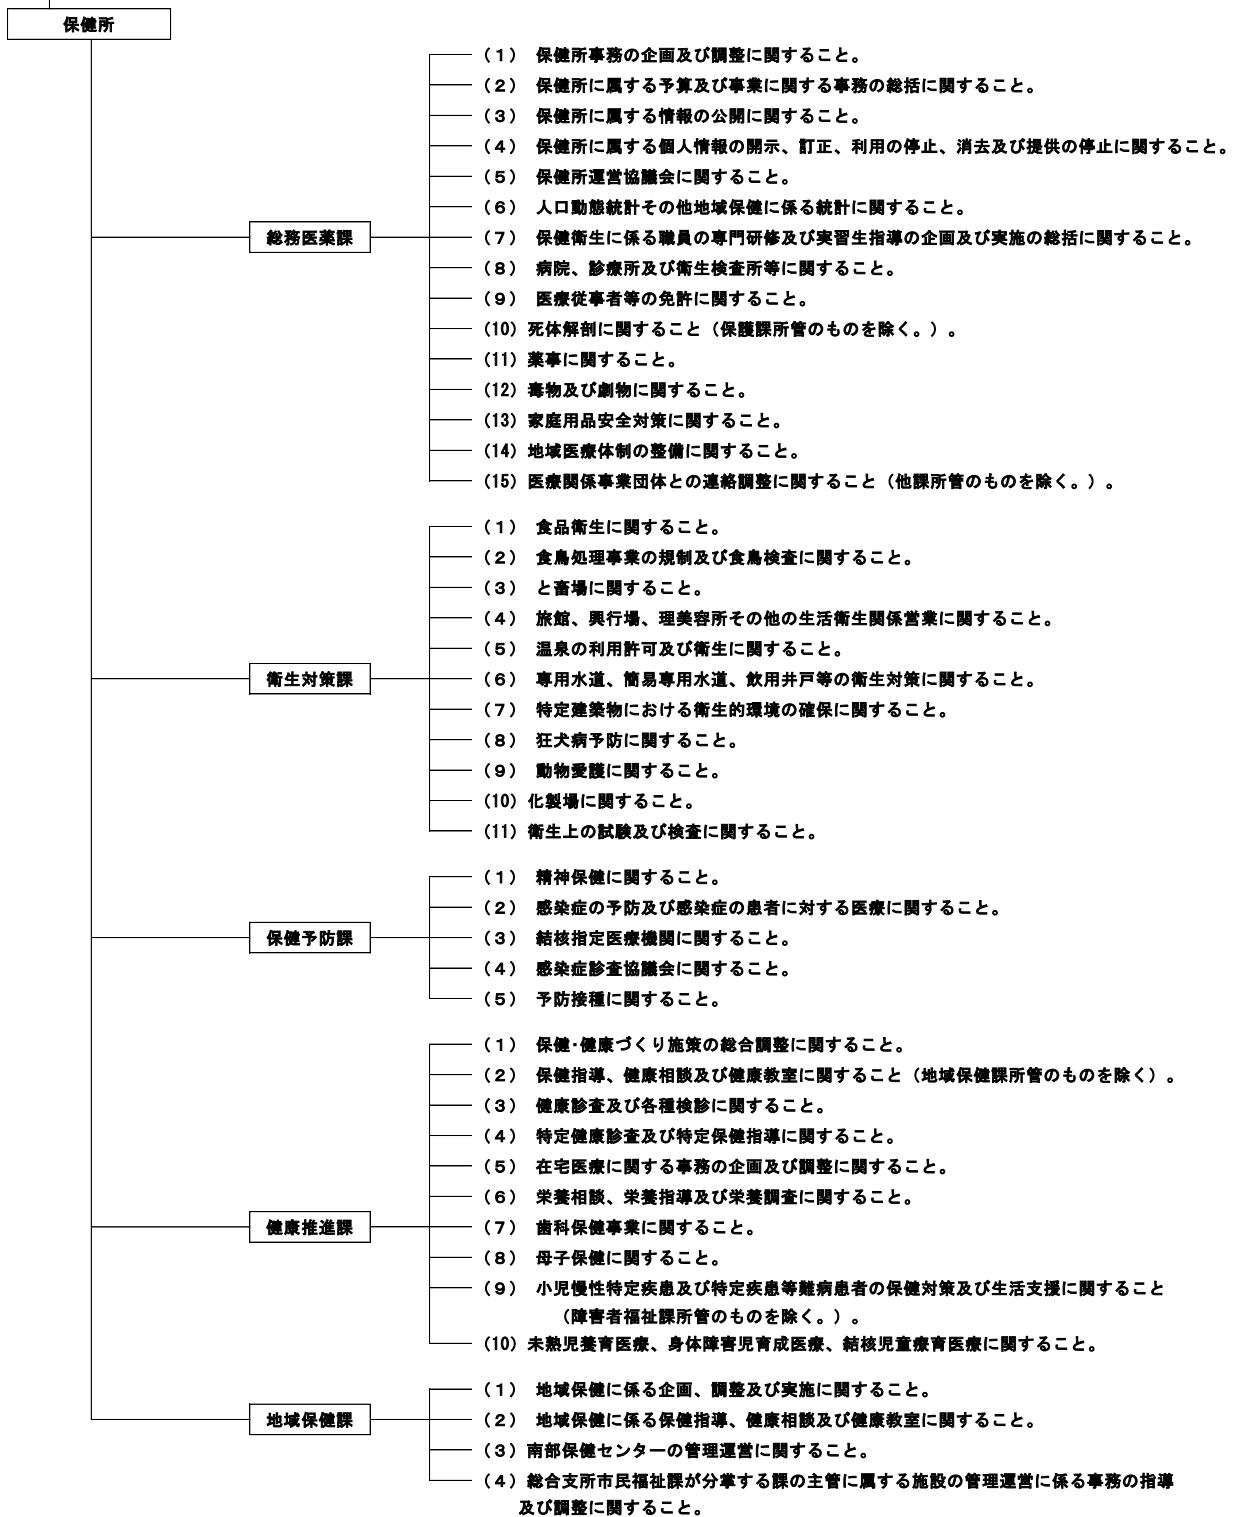 保健所
総務医薬課
（１） 保健所事務の企画及び調整に関すること。
（２） 保健所に属する予算及び事業に関する事務の総括に関すること。
（３） 保健所に属する情報の公開に関すること。
（４） 保健所に属する個人情報の開示、訂正、利用の停止、消去及び提供の停止に関すること。
（５） 保健所運営協議会に関すること。
（６） 人口動態統計その他地域保健に係る統計に関すること。
（７） 保健衛生に係る職員の専門研修及び実習生指導の企画及び実施の総括に関すること。
（８） 病院、診療所及び衛生検査所等に関すること。
（９） 医療従事者等の免許に関すること。
（10）死体解剖に関すること（保護課所管のものを除く。）。
（11）薬事に関すること。
（12）毒物及び劇物に関すること。
（13）家庭用品安全対策に関すること。
（14）地域医療体制の整備に関すること。
（15）医療関係事業団体との連絡調整に関すること（他課所管のものを除く。）。
衛生対策課
（１） 食品衛生に関すること。
（２） 食鳥処理事業の規制及び食鳥検査に関すること。
（３） と畜場に関すること。
（４） 旅館、興行場、理美容所その他の生活衛生関係営業に関すること。
（５） 温泉の利用許可及び衛生に関すること。
（６） 専用水道、簡易専用水道、飲用井戸等の衛生対策に関すること。
（７） 特定建築物における衛生的環境の確保に関すること。
（８） 狂犬病予防に関すること。
（９） 動物愛護に関すること。
（10）化製場に関すること。
（11）衛生上の試験及び検査に関すること。
保健予防課
（１） 精神保健に関すること。
（２） 感染症の予防及び感染症の患者に対する医療に関すること。
（３） 結核指定医療機関に関すること。
（４） 感染症診査協議会に関すること。
（５） 予防接種に関すること。
健康推進課
（１） 保健･健康づくり施策の総合調整に関すること。
（２） 保健指導、健康相談及び健康教室に関すること（地域保健課所管のものを除く）。
（３） 健康診査及び各種検診に関すること。
（４） 特定健康診査及び特定保健指導に関すること。
（５） 在宅医療に関する事務の企画及び調整に関すること。
（６） 栄養相談、栄養指導及び栄養調査に関すること。
（７） 歯科保健事業に関すること。
（８） 母子保健に関すること。
（９） 小児慢性特定疾患及び特定疾患等難病患者の保健対策及び生活支援に関すること
（障害者福祉課所管のものを除く。）。
（10）未熟児養育医療、身体障害児育成医療、結核児童療育医療に関すること。
地域保健課
（１） 地域保健に係る企画、調整及び実施に関すること。
（２） 地域保健に係る保健指導、健康相談及び健康教室に関すること。
（３）南部保健センターの管理運営に関すること。
（４）総合支所市民福祉課が分掌する課の主管に属する施設の管理運営に係る事務の指導
及び調整に関すること。